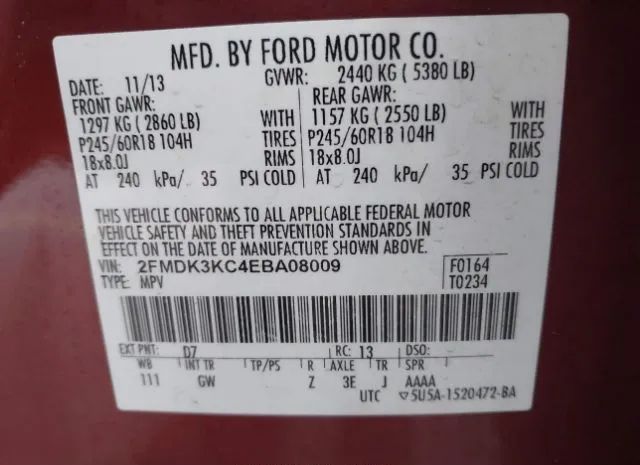 MFD. BY FORD MOTOR CO.
DATE: 11/13 GVWR: 2440 KG ( 5380 LB)
FRONT GAWR: REAR GAWR:
1297 KG ( 2860 LB) WITH 1157 KG ( 2550 LB) WITH
P245/60R18 104H TIRES P245/60R18 104H TIRES
18x8.0J RIMS 18x8.0J RIMS
AT 240 kPa/ 35 PSI COLD AT 240 kPa/ 35 PSI COLD
THIS VEHICLE CONFORMS TO ALL APPLICABLE FEDERAL MOTOR
VEHICLE SAFETY AND THEFT PREVENTION STANDARDS IN
EFFECT ON THE DATE OF MANUFACTURE SHOWN ABOVE.
VIN: 2FMDK3KC4EBA08009 F0164
TYPE: MPV T0234
EXT PNT: D7 RC: 13 DSO:
WB INT TR TP/PS R AXLE TR SPR
111 GW Z 3E J AAAA
UTC ▽5U5A-1520472-BA